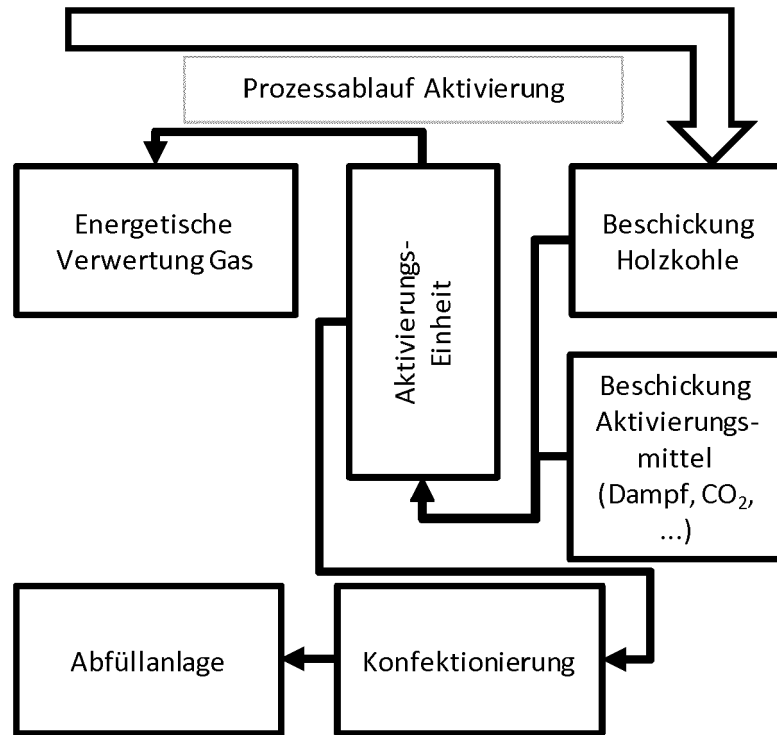 Prozessablauf Aktivierung
Energetische
Verwertung Gas
Aktivierungs-
Einheit
Beschickung
Holzkohle
Beschickung
Aktivierungs-
mittel
(Dampf, CO₂,
...)
Abfüllanlage
Konfektionierung